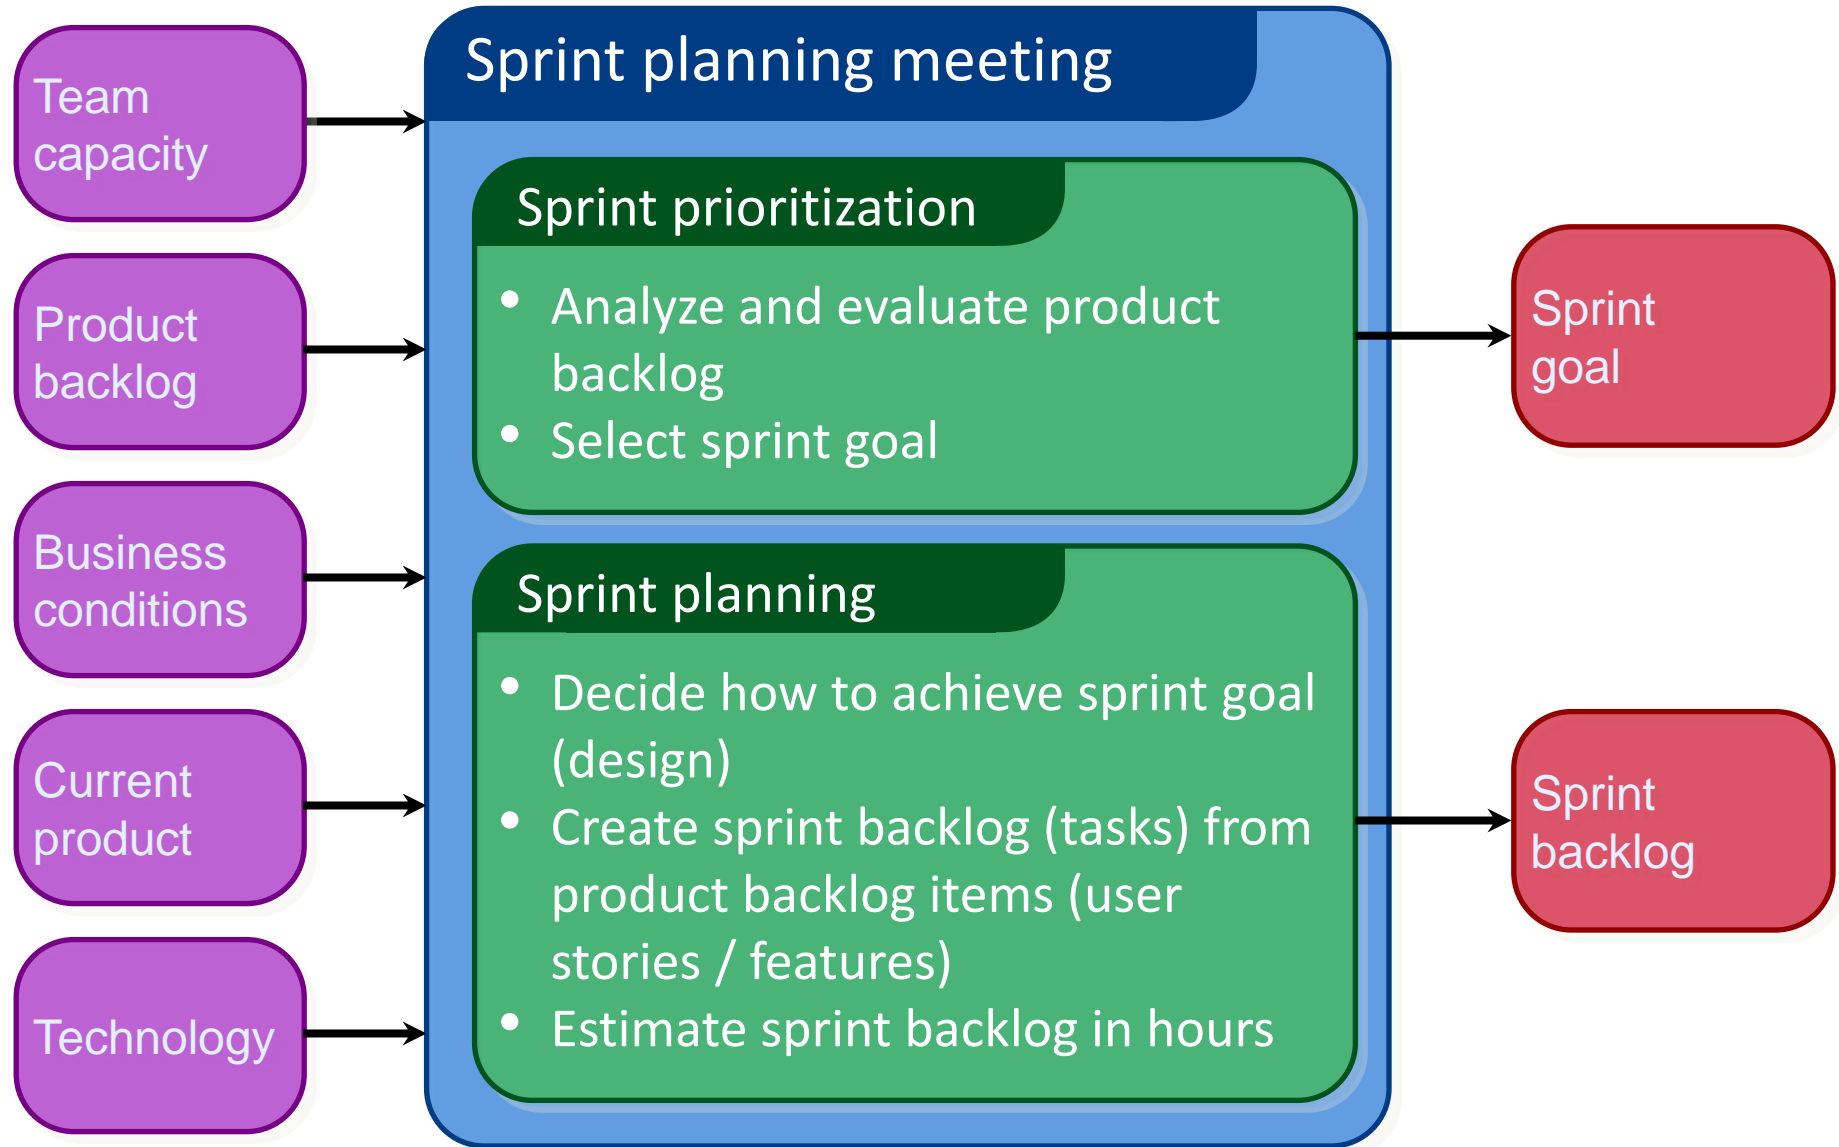 Team
capacity
Product
backlog
Business
conditions
Current
product
Technology
Sprint planning meeting
Sprint prioritization
• Analyze and evaluate product
backlog
• Select sprint goal
Sprint planning
• Decide how to achieve sprint goal
(design)
• Create sprint backlog (tasks) from
product backlog items (user
stories / features)
• Estimate sprint backlog in hours
Sprint
goal
Sprint
backlog